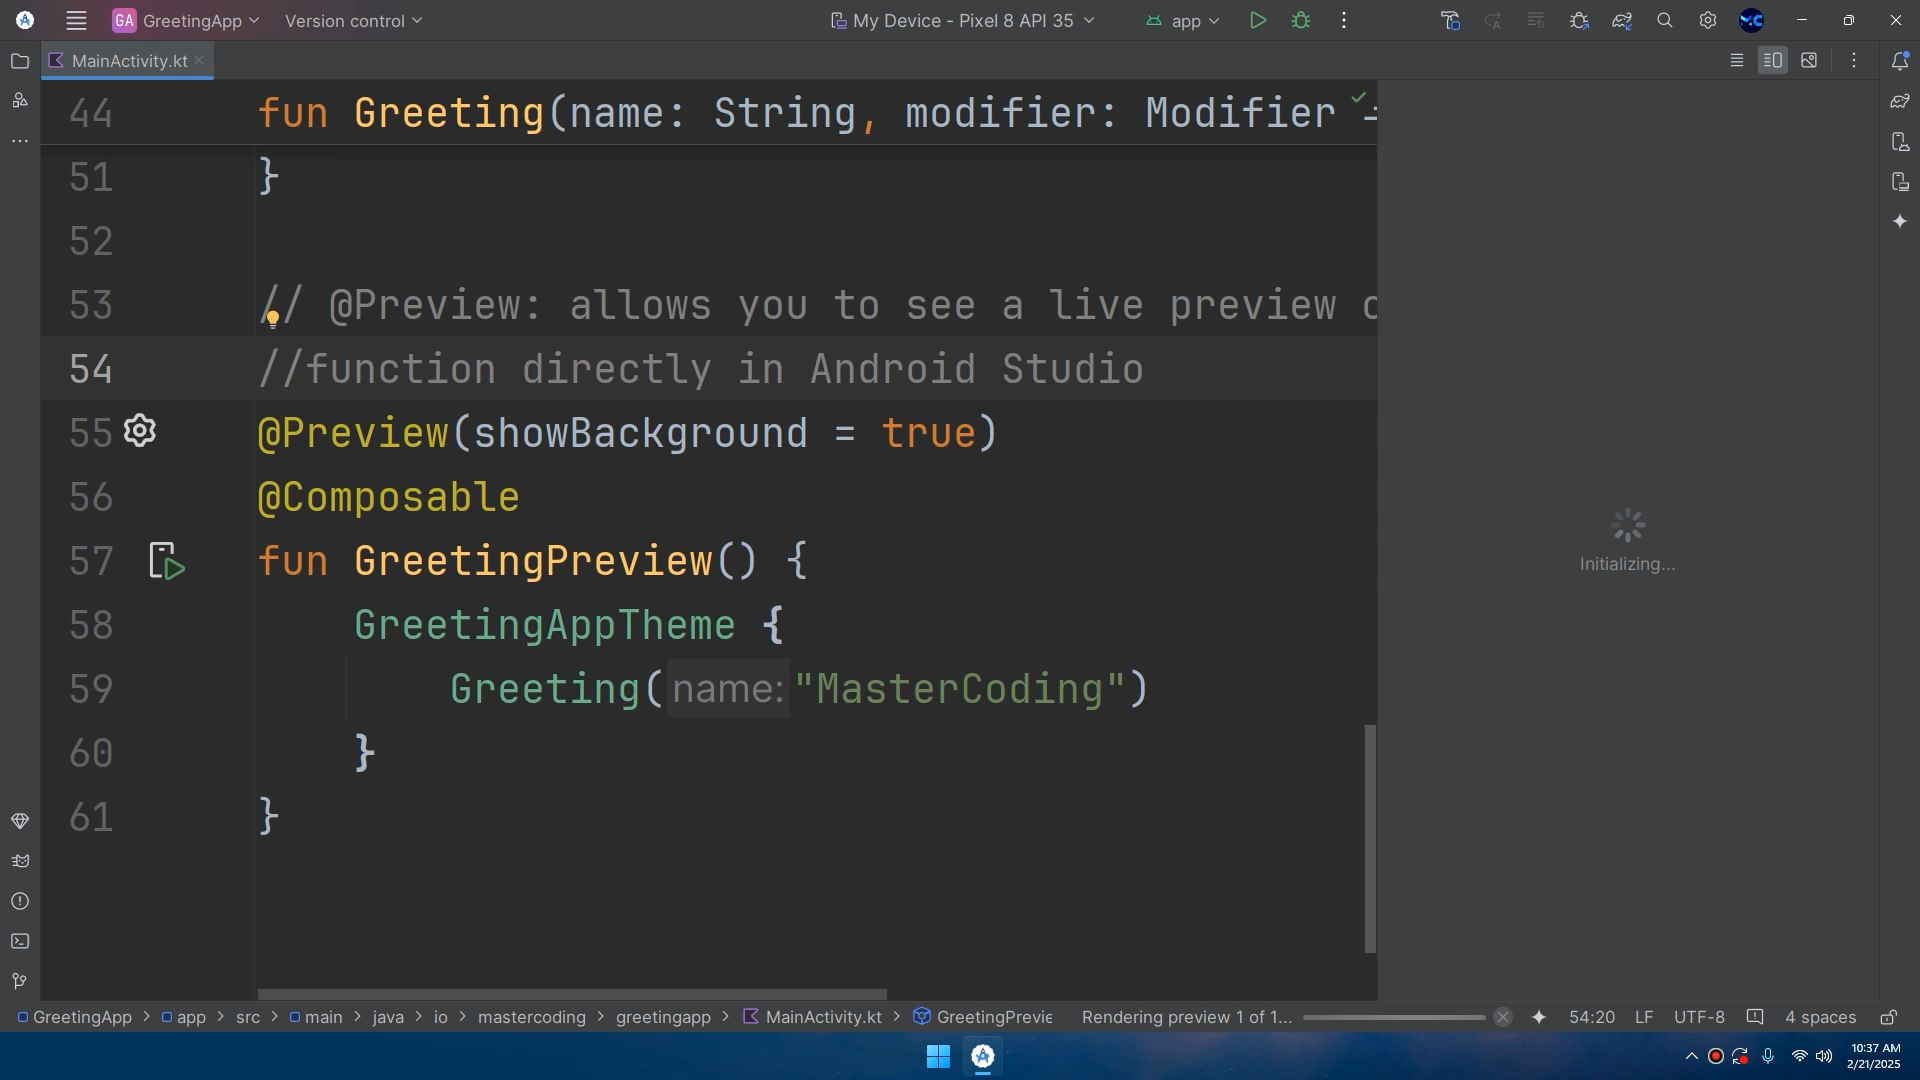 GA GreetingApp Version control My Device - Pixel 8 API 35 app
MainActivity.kt
44 fun Greeting(name: String, modifier: Modifier =
51 }
52
53 // @Preview: allows you to see a live preview
54 //function directly in Android Studio
55 @Preview(showBackground = true)
56 @Composable
57 fun GreetingPreview() {
58 GreetingAppTheme {
59 Greeting( name: "MasterCoding")
60 }
61 }
Initializing...
GreetingApp > app > src > main > java > io > mastercoding > greetingapp > MainActivity.kt > GreetingPrevie Rendering preview 1 of 1... 54:20 LF UTF-8 4 spaces
10:37 AM
2/21/2025